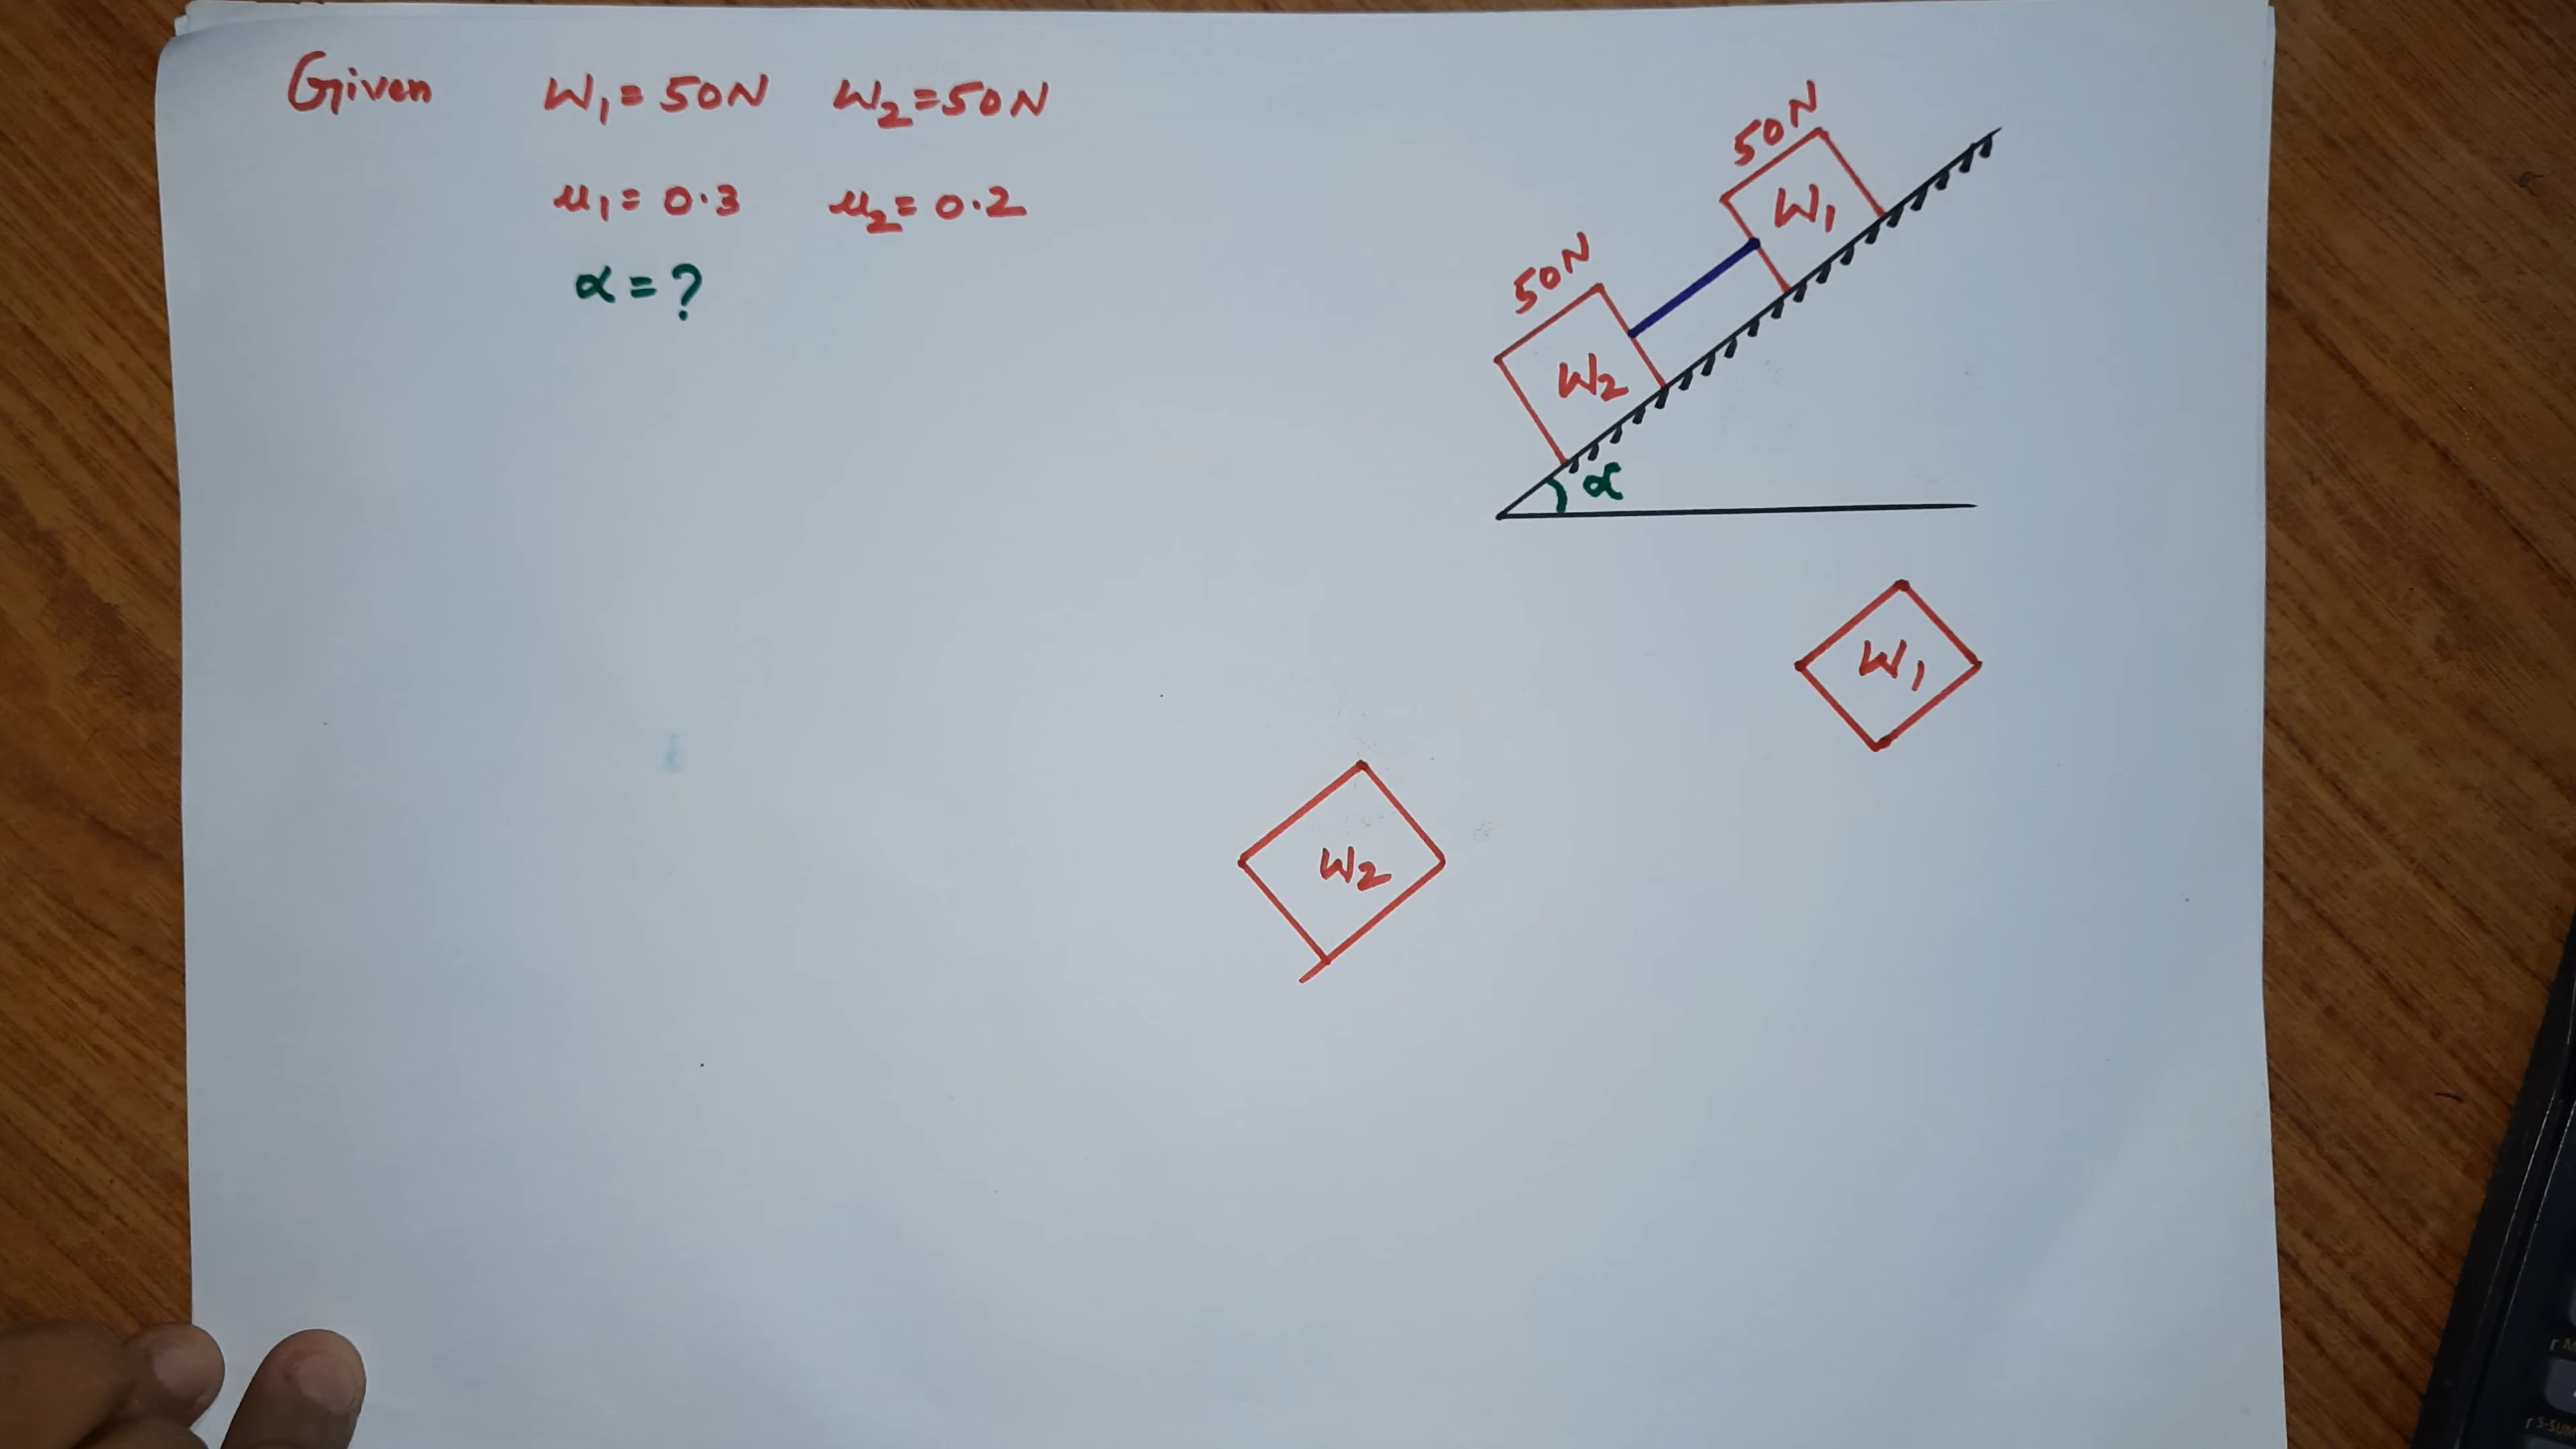 Given W₁ = 50N W₂ = 50N
μ₁ = 0.3 μ₂ = 0.2
α = ?
50N
W₁
50N
W₂
α
W₁
W₂